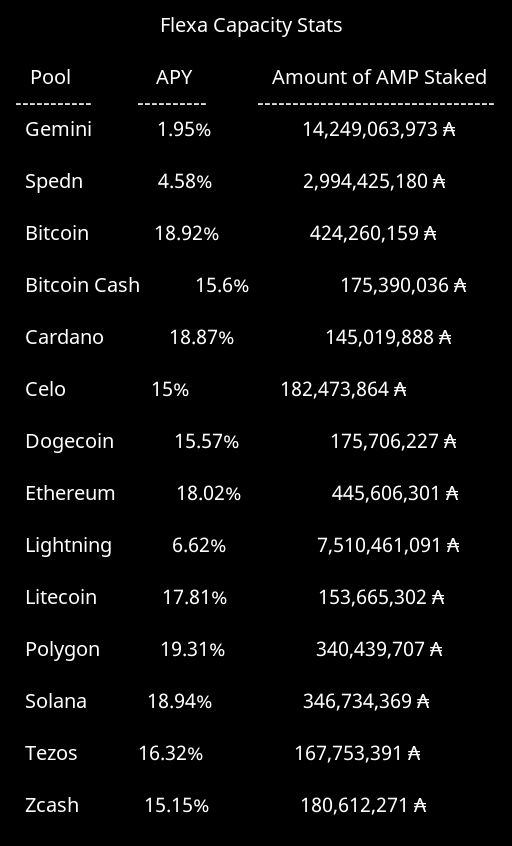 Flexa Capacity Stats
Pool APY Amount of AMP Staked
----------- ---------- ----------------------------------
Gemini 1.95% 14,249,063,973 ₳
Spedn 4.58% 2,994,425,180 ₳
Bitcoin 18.92% 424,260,159 ₳
Bitcoin Cash 15.6% 175,390,036 ₳
Cardano 18.87% 145,019,888 ₳
Celo 15% 182,473,864 ₳
Dogecoin 15.57% 175,706,227 ₳
Ethereum 18.02% 445,606,301 ₳
Lightning 6.62% 7,510,461,091 ₳
Litecoin 17.81% 153,665,302 ₳
Polygon 19.31% 340,439,707 ₳
Solana 18.94% 346,734,369 ₳
Tezos 16.32% 167,753,391 ₳
Zcash 15.15% 180,612,271 ₳